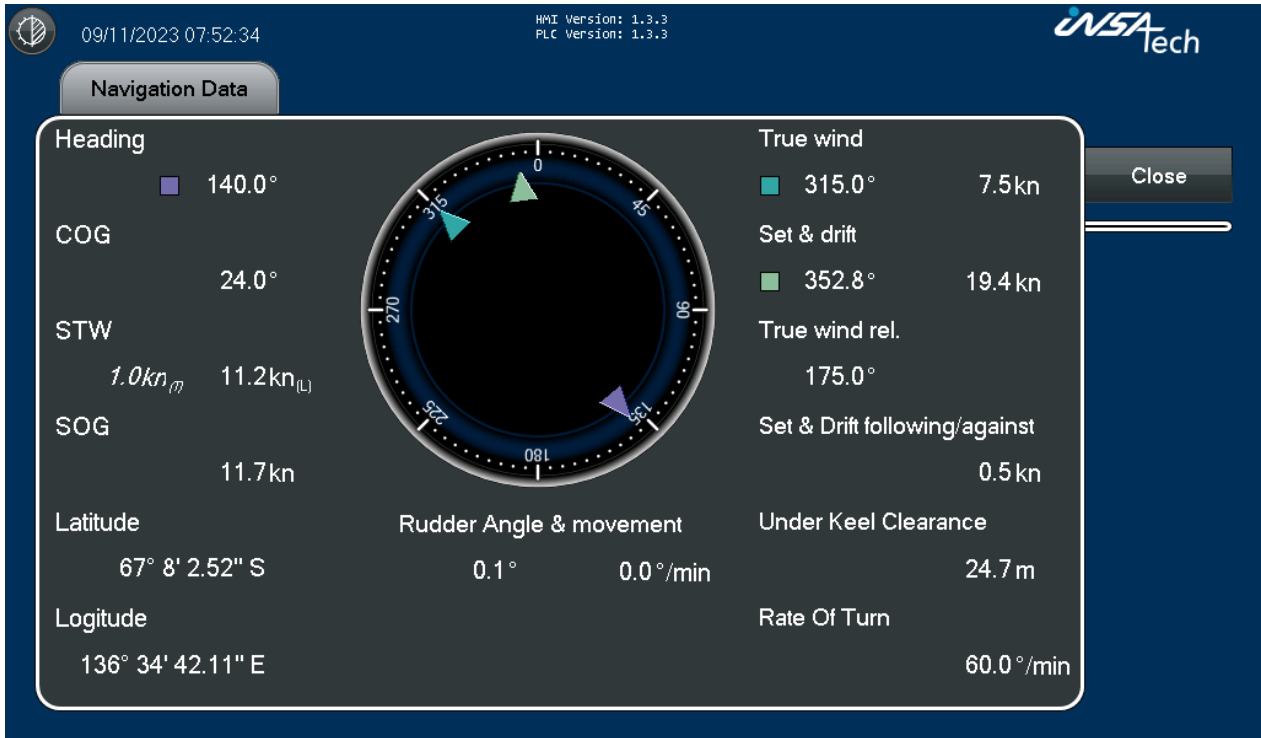 09/11/2023 07:52:34
HMI Version: 1.3.3
PLC Version: 1.3.3
iNSATech
Navigation Data
Close
Heading
140.0°
COG
24.0°
STW
1.0kn(T) 11.2kn(L)
SOG
11.7kn
Latitude
67° 8' 2.52" S
Logitude
136° 34' 42.11" E
0
45
90
135
180
225
270
315
Rudder Angle & movement
0.1° 0.0°/min
True wind
315.0° 7.5kn
Set & drift
352.8° 19.4kn
True wind rel.
175.0°
Set & Drift following/against
0.5kn
Under Keel Clearance
24.7m
Rate Of Turn
60.0°/min